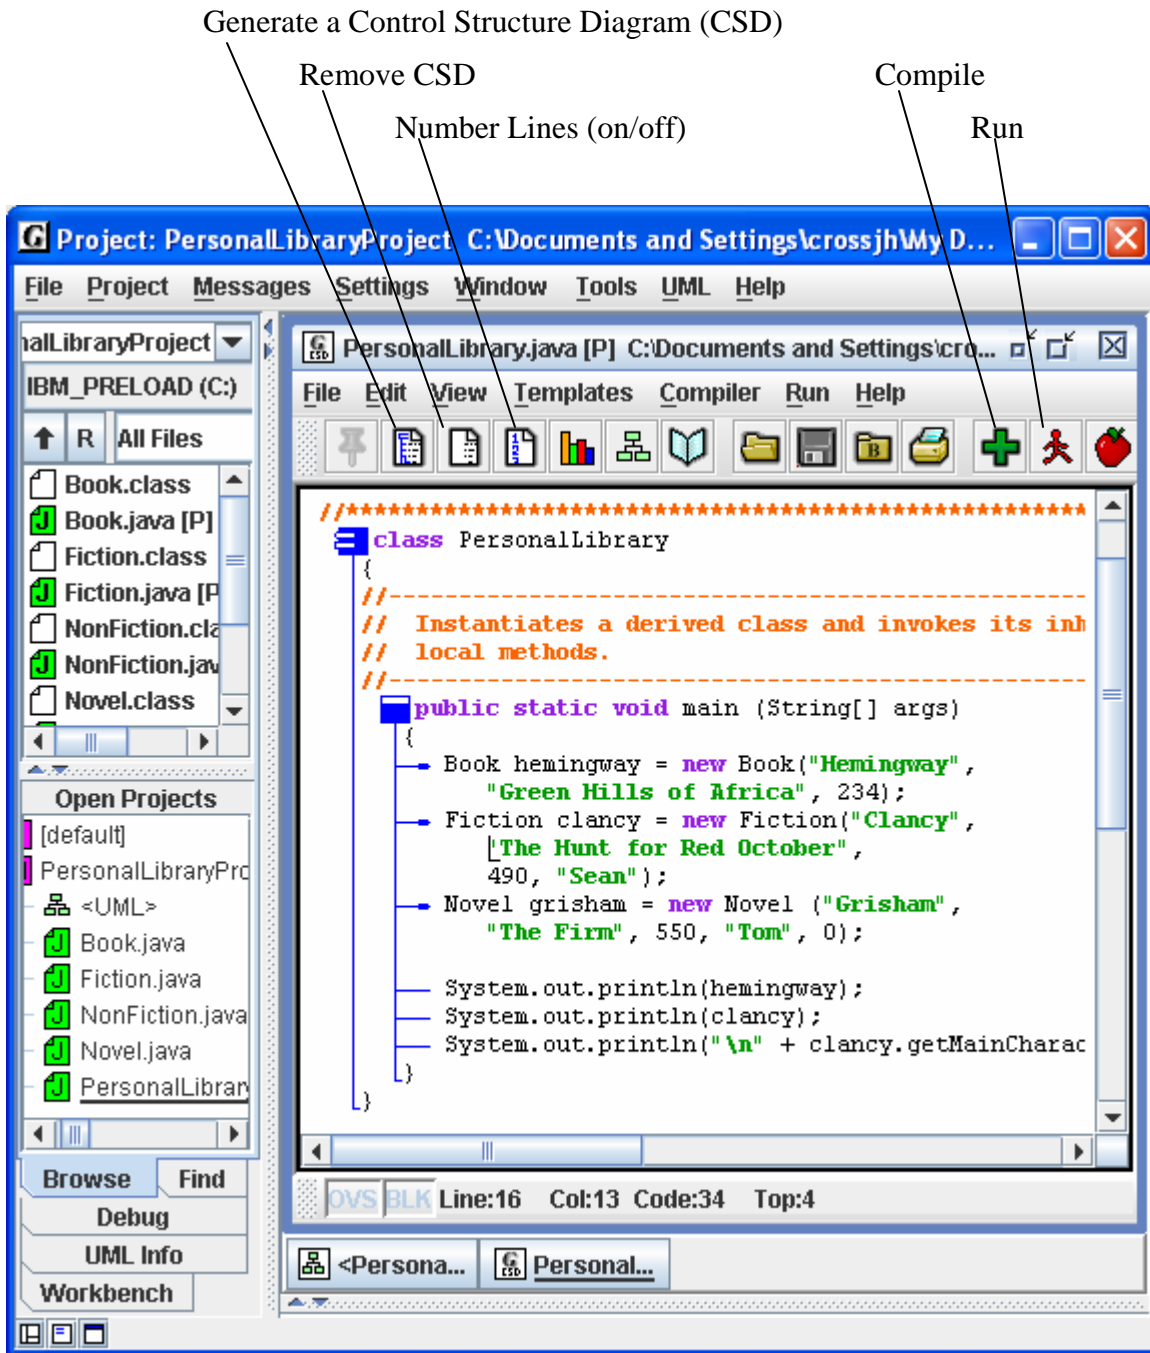 Generate a Control Structure Diagram (CSD)
Remove CSD
Compile
Number Lines (on/off)
Run
Project: PersonalLibraryProject C:\Documents and Settings\crossjh\My D...
File Project Messages Settings Window Tools UML Help
nalLibraryProject
IBM_PRELOAD (C:)
R All Files
Book.class
Book.java [P]
Fiction.class
Fiction.java [P
NonFiction.cla
NonFiction.jav
Novel.class
Open Projects
[default]
PersonalLibraryPro
<UML>
Book.java
Fiction.java
NonFiction.java
Novel.java
PersonalLibrar
Browse Find
Debug
UML Info
Workbench
PersonalLibrary.java [P] C:\Documents and Settings\cro...
File Edit View Templates Compiler Run Help
//*****************************************************
class PersonalLibrary
{
//--------------------------------------------------
// Instantiates a derived class and invokes its inh
// local methods.
//--------------------------------------------------
public static void main (String[] args)
{
Book hemingway = new Book("Hemingway",
"Green Hills of Africa", 234);
Fiction clancy = new Fiction("Clancy",
"The Hunt for Red October",
490, "Sean");
Novel grisham = new Novel ("Grisham",
"The Firm", 550, "Tom", 0);
System.out.println(hemingway);
System.out.println(clancy);
System.out.println("\n" + clancy.getMainCharac
}
}
OVS BLK Line:16 Col:13 Code:34 Top:4
<Persona... Personal...